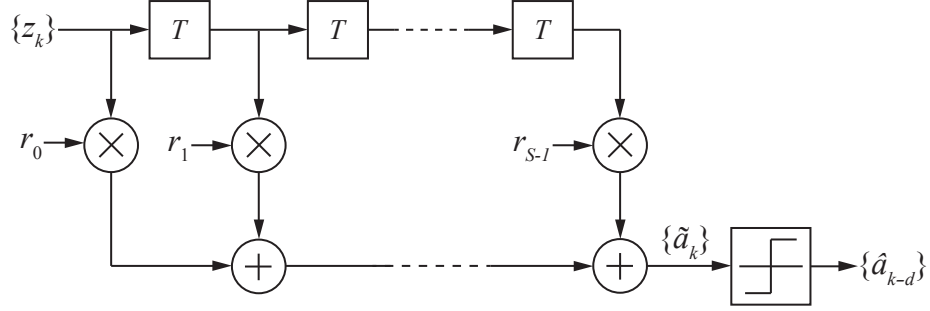 {z_k} T T T
r_0 r_1 r_{S-1}
{ã_k}
{â_{k-d}}